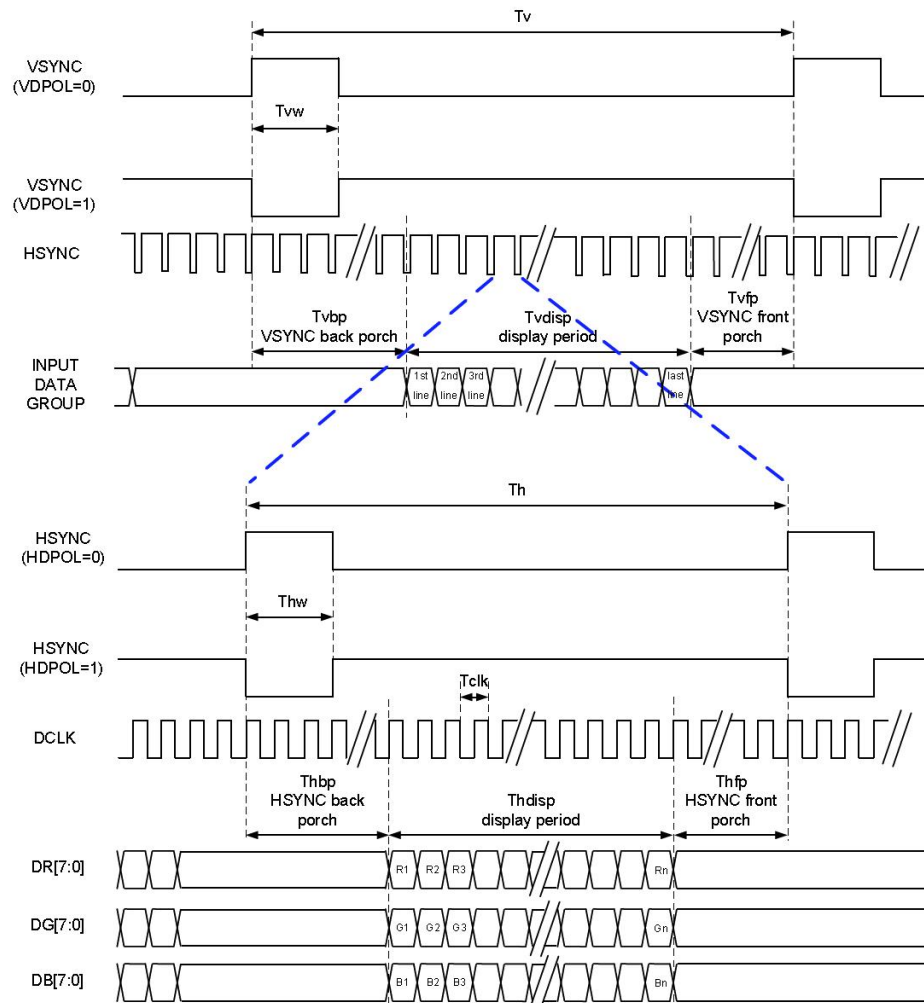 Tv
VSYNC
(VDPOL=0)
Tvw
VSYNC
(VDPOL=1)
HSYNC
Tvbp
VSYNC back porch
Tvdisp
display period
Tvfp
VSYNC front
porch
INPUT
DATA
GROUP
1st
line
2nd
line
3rd
line
last
line
Th
HSYNC
(HDPOL=0)
Thw
HSYNC
(HDPOL=1)
Tclk
DCLK
Thbp
HSYNC back
porch
Thdisp
display period
Thfp
HSYNC front
porch
DR[7:0] R1 R2 R3 Rn
DG[7:0] G1 G2 G3 Gn
DB[7:0] B1 B2 B3 Bn